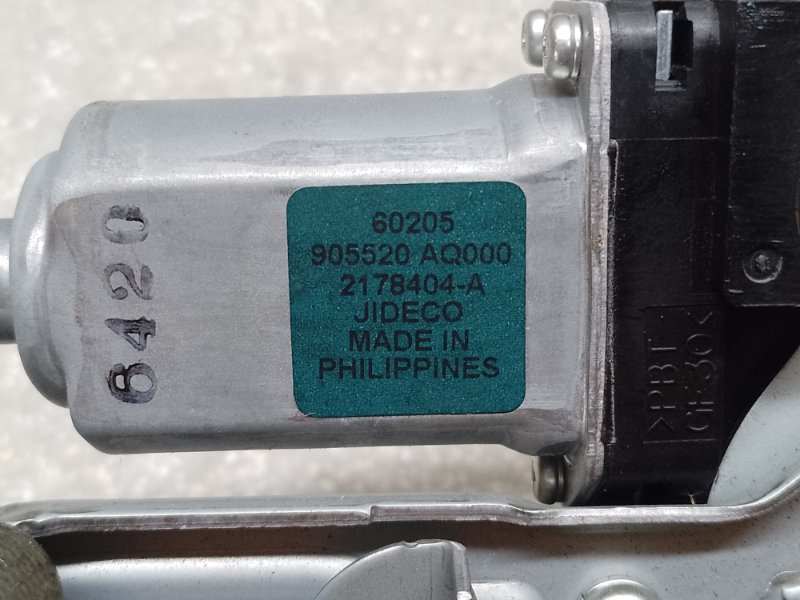 60205
905520 AQ000
2178404-A
JIDECO
MADE IN
PHILIPPINES
6420
>PBT
GF30<